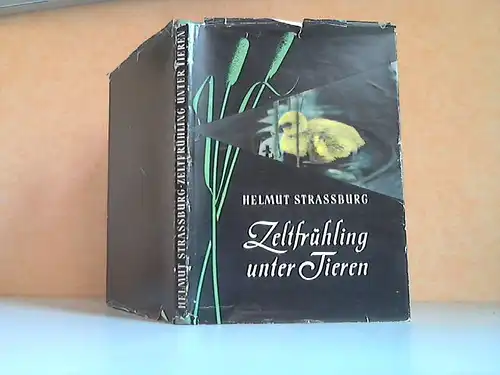 HELMUT STRASSBURG · ZELTFRÜHLING UNTER TIEREN
HELMUT STRASSBURG
Zeltfrühling
unter Tieren